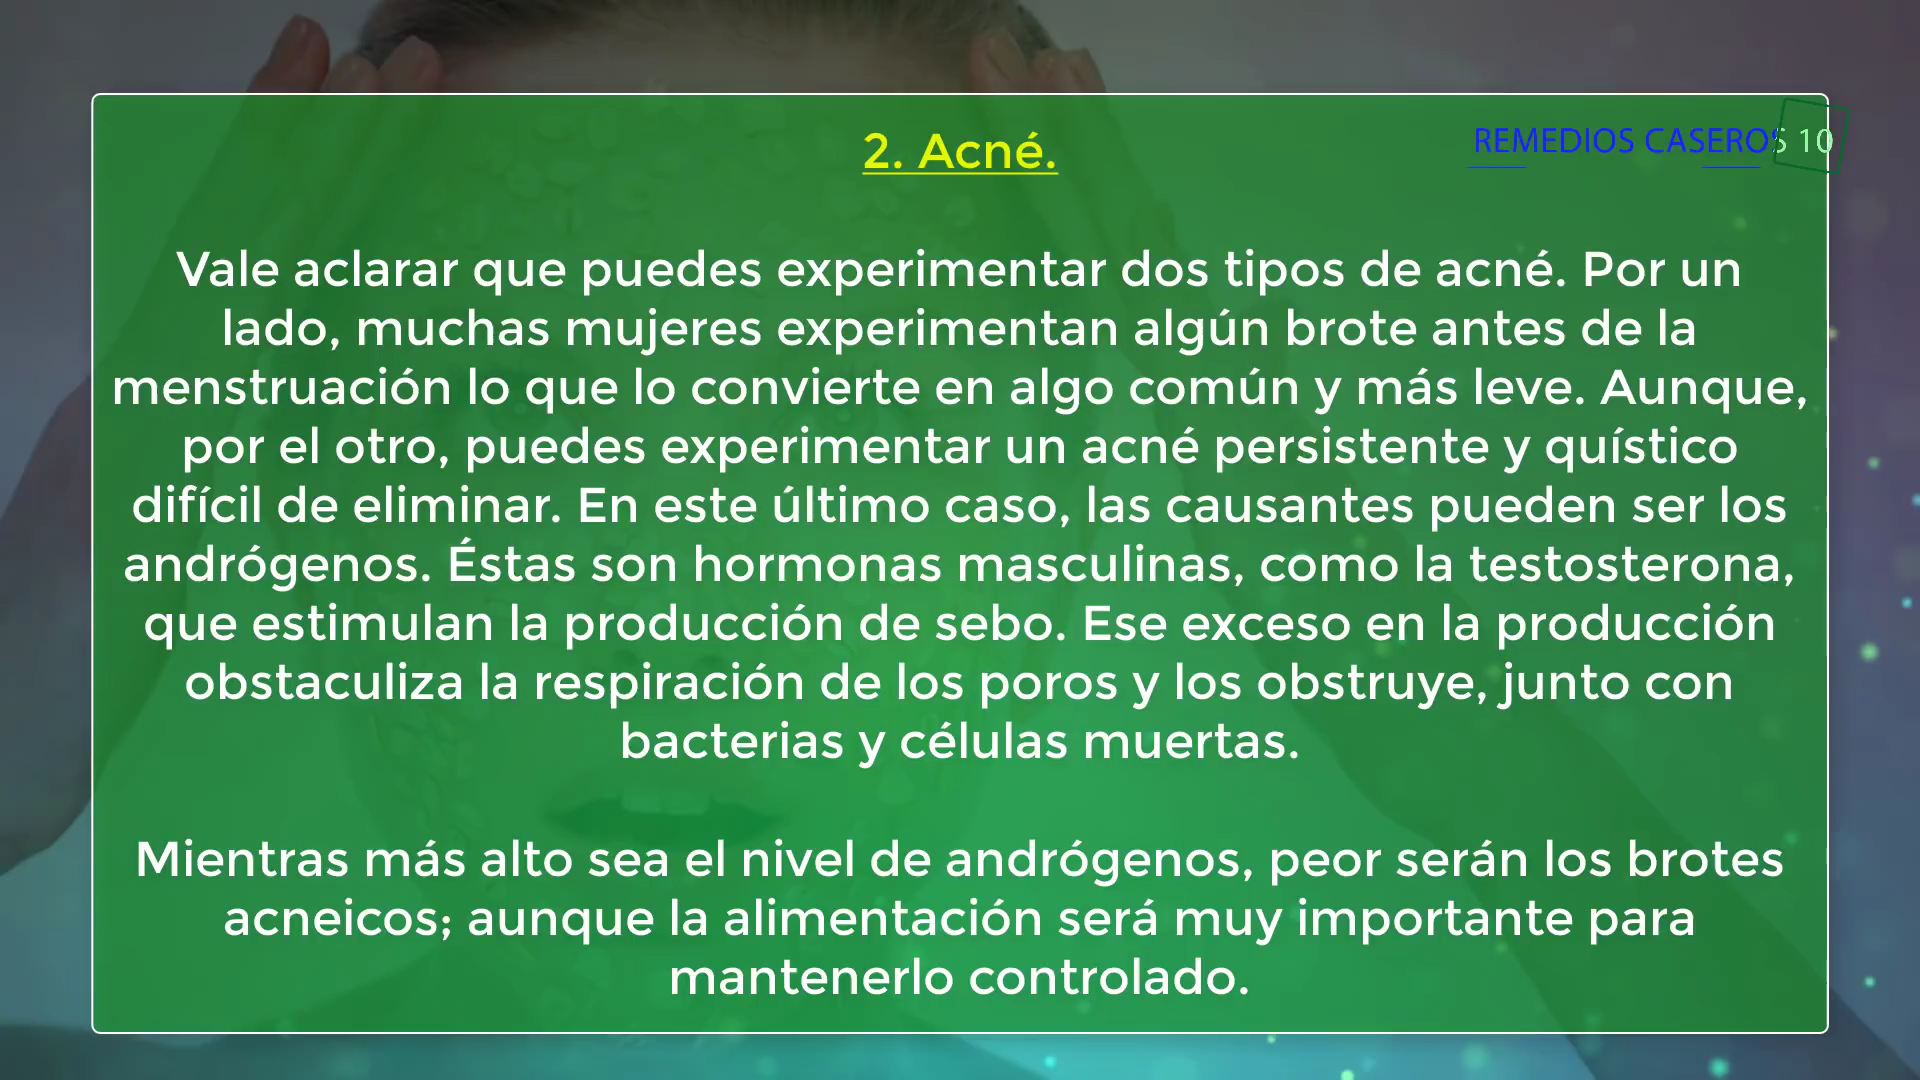 2. Acné.
REMEDIOS CASEROS 10
Vale aclarar que puedes experimentar dos tipos de acné. Por un
lado, muchas mujeres experimentan algún brote antes de la
menstruación lo que lo convierte en algo común y más leve. Aunque,
por el otro, puedes experimentar un acné persistente y quístico
difícil de eliminar. En este último caso, las causantes pueden ser los
andrógenos. Éstas son hormonas masculinas, como la testosterona,
que estimulan la producción de sebo. Ese exceso en la producción
obstaculiza la respiración de los poros y los obstruye, junto con
bacterias y células muertas.
Mientras más alto sea el nivel de andrógenos, peor serán los brotes
acneicos; aunque la alimentación será muy importante para
mantenerlo controlado.